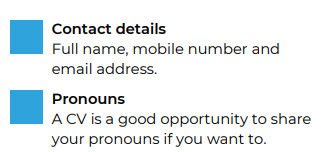 Contact details
Full name, mobile number and
email address.
Pronouns
A CV is a good opportunity to share
your pronouns if you want to.